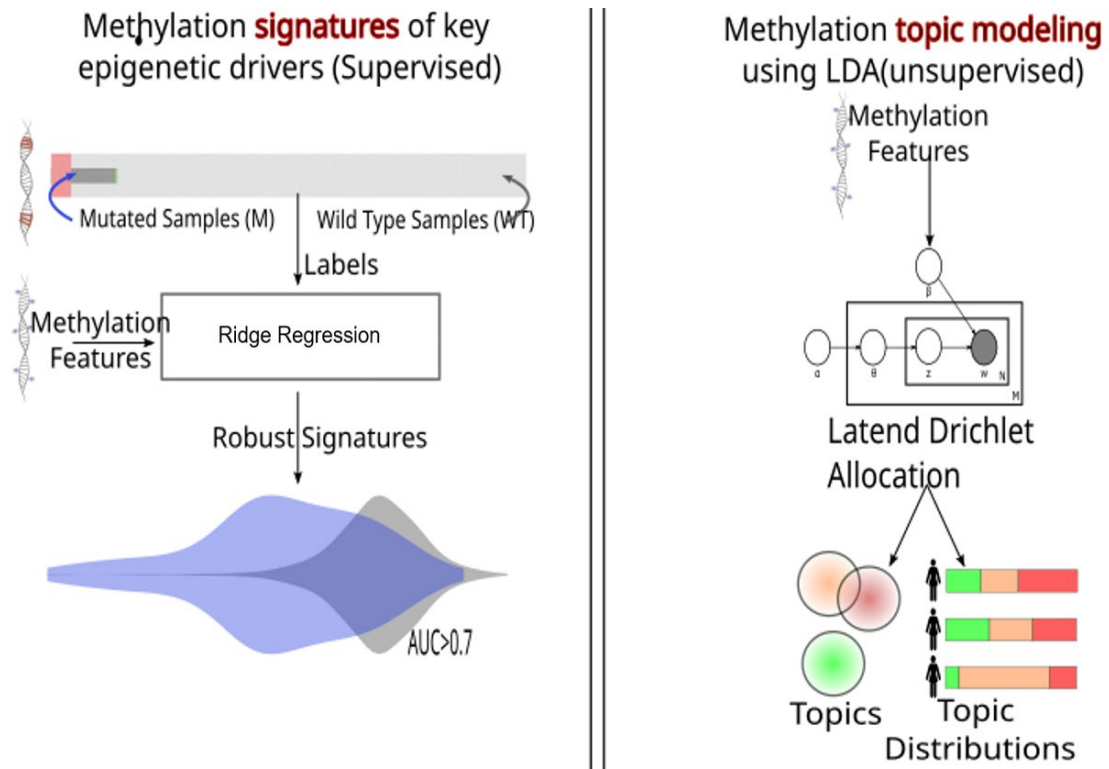 Methylation signatures of key
epigenetic drivers (Supervised)
Mutated Samples (M)
Wild Type Samples (WT)
Labels
Methylation
Features
Ridge Regression
Robust Signatures
AUC>0.7
Methylation topic modeling
using LDA(unsupervised)
Methylation
Features
β
α
θ
z
w
N
M
Latend Drichlet
Allocation
Topics
Topic
Distributions